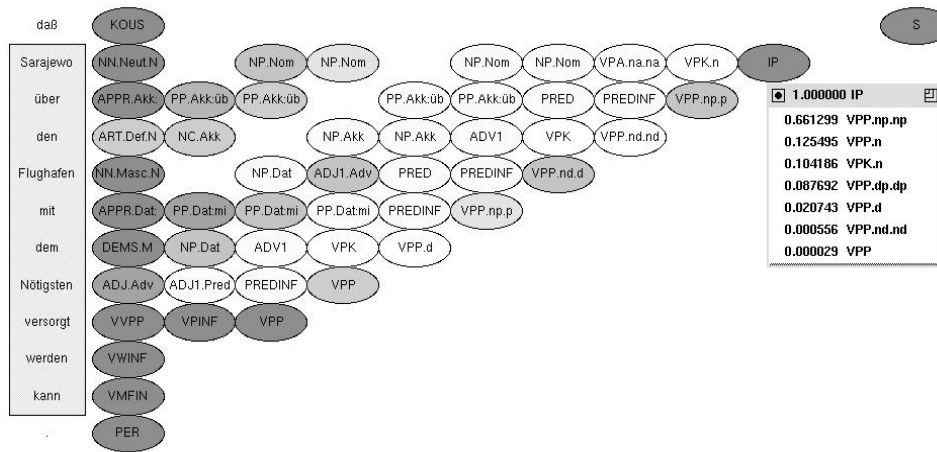 daß KOUS S
Sarajewo NN.Neut.N NP.Nom NP.Nom NP.Nom NP.Nom VPA.na.na VPK.n IP
über APPR.Akk: PP.Akk:üb PP.Akk:üb PP.Akk:üb PP.Akk:üb PRED PREDINF VPP.np.p
den ART.Def.N NC.Akk NP.Akk NP.Akk ADV1 VPK VPP.nd.nd
Flughafen NN.Masc.N NP.Dat ADJ1.Adv PRED PREDINF VPP.nd.d
mit APPR.Dat: PP.Dat:mi PP.Dat:mi PP.Dat:mi PREDINF VPP.np.p
dem DEMS.M NP.Dat ADV1 VPK VPP.d
Nötigsten ADJ.Adv ADJ1.Pred PREDINF VPP
versorgt VVPP VPINF VPP
werden VWINF
kann VMFIN
. PER
1.000000 IP
0.661299 VPP.np.np
0.125495 VPP.n
0.104186 VPK.n
0.087692 VPP.dp.dp
0.020743 VPP.d
0.000556 VPP.nd.nd
0.000029 VPP